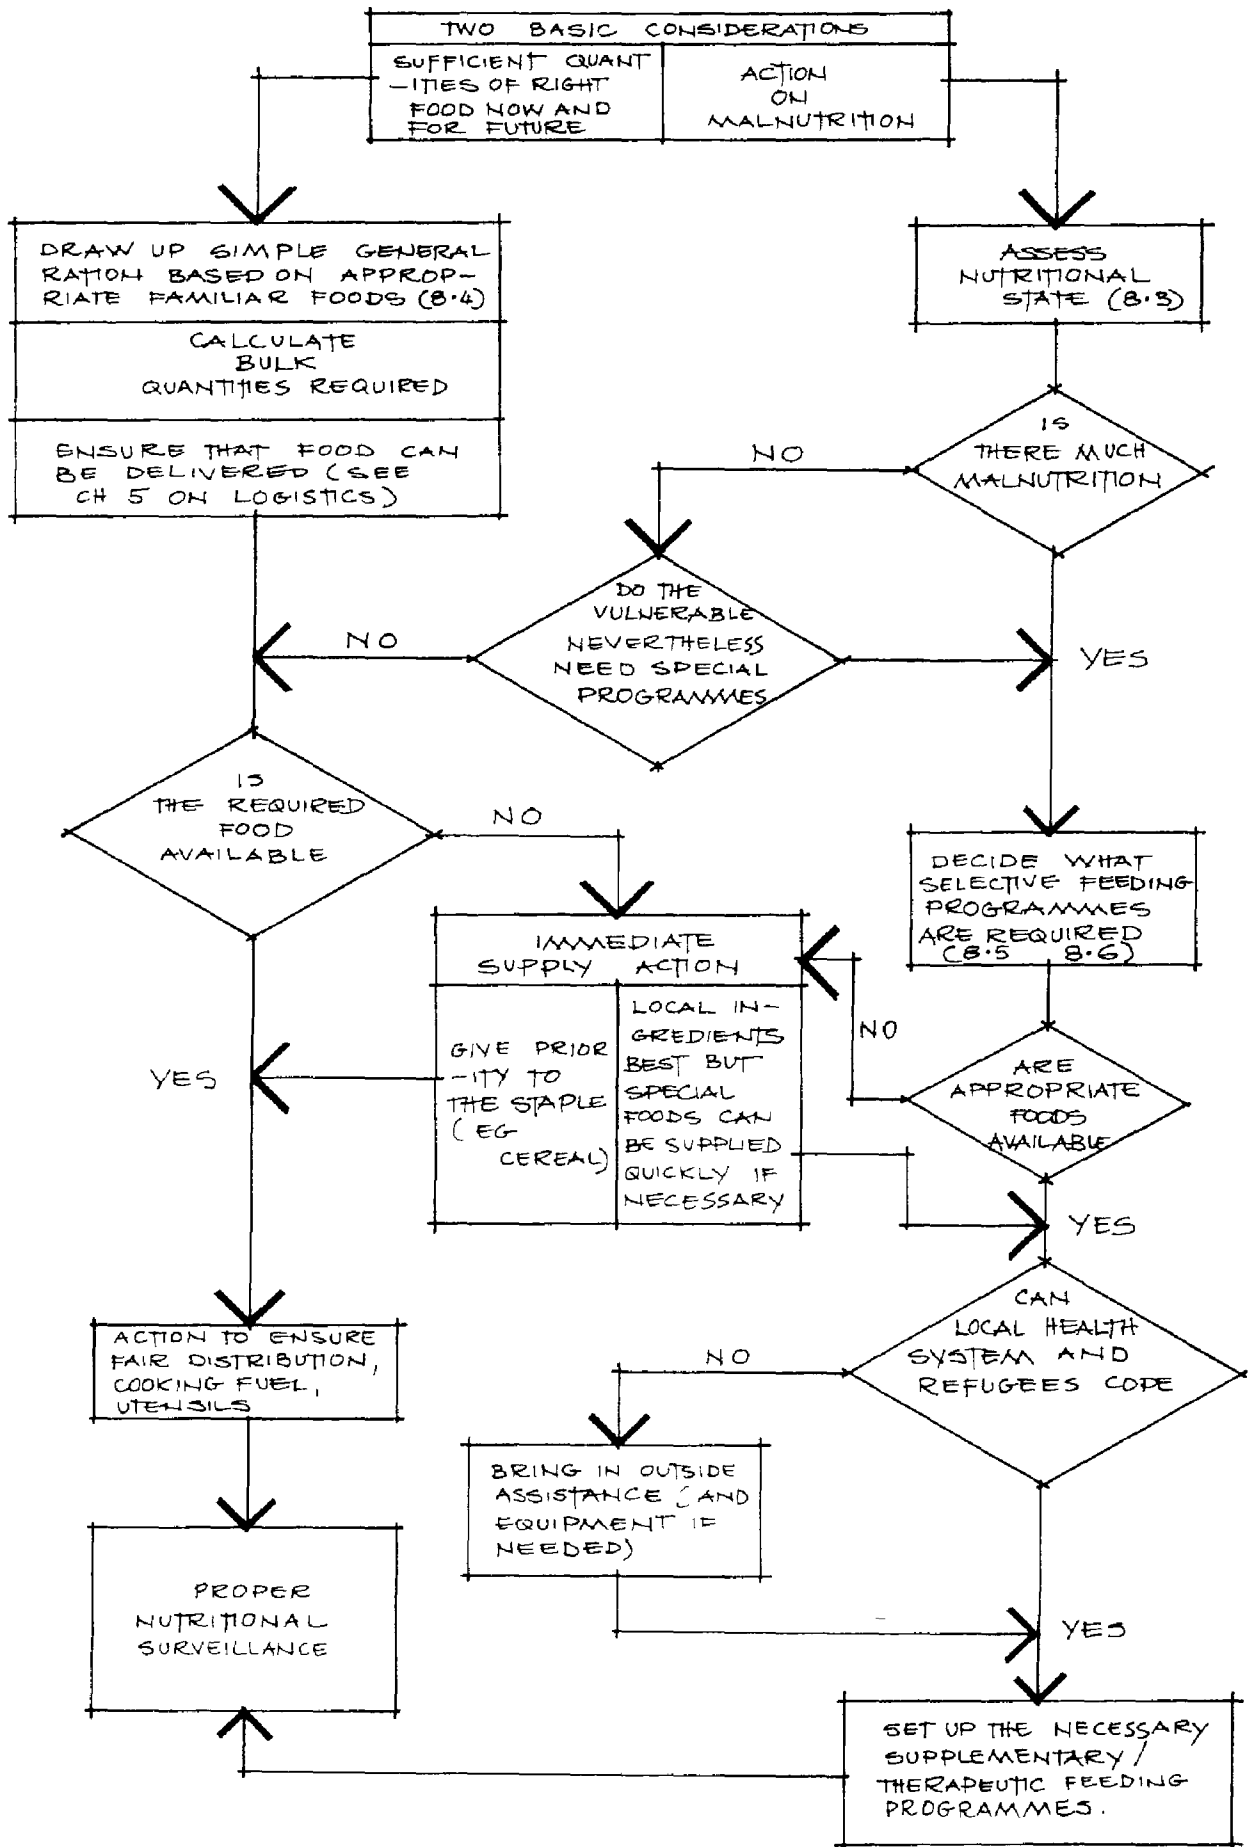 TWO BASIC CONSIDERATIONS
SUFFICIENT QUANT
-ITIES OF RIGHT
FOOD NOW AND
FOR FUTURE
ACTION
ON
MALNUTRITION
DRAW UP SIMPLE GENERAL
RATION BASED ON APPROP-
RIATE FAMILIAR FOODS (8.4)
CALCULATE
BULK
QUANTITIES REQUIRED
ENSURE THAT FOOD CAN
BE DELIVERED (SEE
CH 5 ON LOGISTICS)
ASSESS
NUTRITIONAL
STATE (8.3)
IS
THERE MUCH
MALNUTRITION
NO
DO THE
VULNERABLE
NEVERTHELESS
NEED SPECIAL
PROGRAMMES
NO
YES
IS
THE REQUIRED
FOOD
AVAILABLE
NO
DECIDE WHAT
SELECTIVE FEEDING
PROGRAMMES
ARE REQUIRED
(8.5 8.6)
IMMEDIATE
SUPPLY ACTION
GIVE PRIOR
-ITY TO
THE STAPLE
(EG
CEREAL)
LOCAL IN-
GREDIENTS
BEST BUT
SPECIAL
FOODS CAN
BE SUPPLIED
QUICKLY IF
NECESSARY
NO
ARE
APPROPRIATE
FOODS
AVAILABLE
YES
YES
CAN
LOCAL HEALTH
SYSTEM AND
REFUGEES COPE
NO
ACTION TO ENSURE
FAIR DISTRIBUTION,
COOKING FUEL,
UTENSILS
BRING IN OUTSIDE
ASSISTANCE (AND
EQUIPMENT IF
NEEDED)
PROPER
NUTRITIONAL
SURVEILLANCE
YES
SET UP THE NECESSARY
SUPPLEMENTARY/
THERAPEUTIC FEEDING
PROGRAMMES.